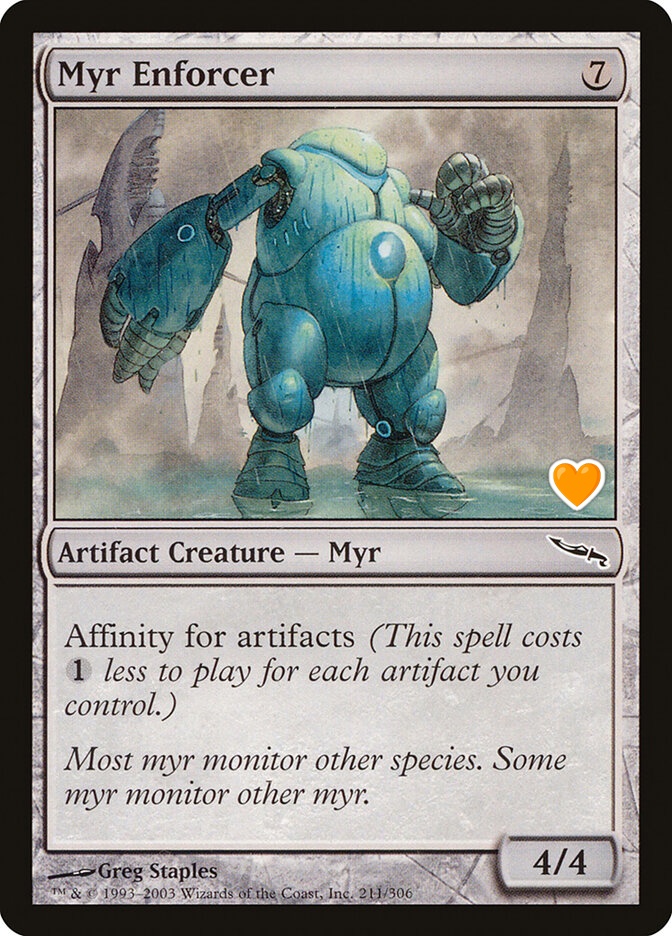 Myr Enforcer
7
Artifact Creature — Myr
Affinity for artifacts (This spell costs
1 less to play for each artifact you
control.)
Most myr monitor other species. Some
myr monitor other myr.
4/4
Greg Staples
™ & © 1993–2003 Wizards of the Coast, Inc. 211/306